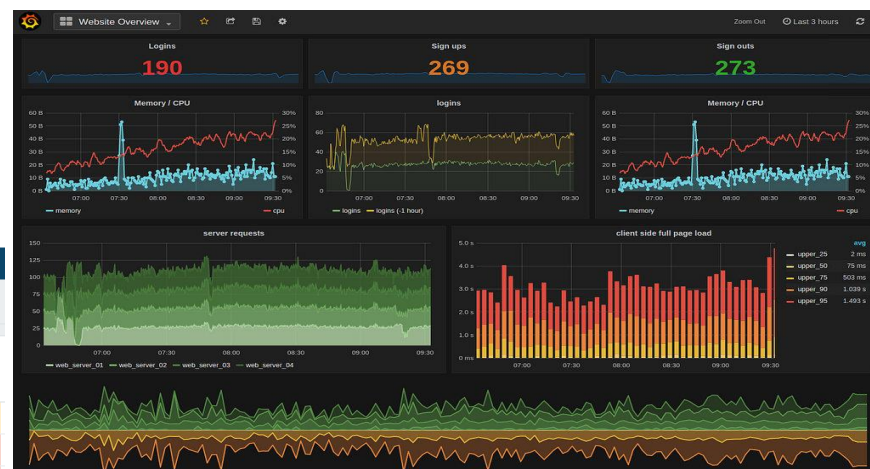 Website Overview
Zoom Out Last 3 hours
Logins
190
Sign ups
269
Sign outs
273
Memory / CPU
60 B
50 B
40 B
30 B
20 B
10 B
0 B
30%
25%
20%
15%
10%
5%
0%
07:00 07:30 08:00 08:30 09:00 09:30
memory cpu
logins
80
60
40
20
0
07:00 07:30 08:00 08:30 09:00 09:30
logins logins (-1 hour)
Memory / CPU
60 B
50 B
40 B
30 B
20 B
10 B
0 B
30%
25%
20%
15%
10%
5%
0%
07:00 07:30 08:00 08:30 09:00 09:30
memory cpu
server requests
150
125
100
75
50
25
0
07:00 07:30 08:00 08:30 09:00 09:30
web_server_01 web_server_02 web_server_03 web_server_04
client side full page load
5.0 s
4.0 s
3.0 s
2.0 s
1.0 s
0 ms
07:00 07:30 08:00 08:30 09:00 09:30
avg
upper_25 2 ms
upper_50 75 ms
upper_75 503 ms
upper_90 1.039 s
upper_95 1.493 s